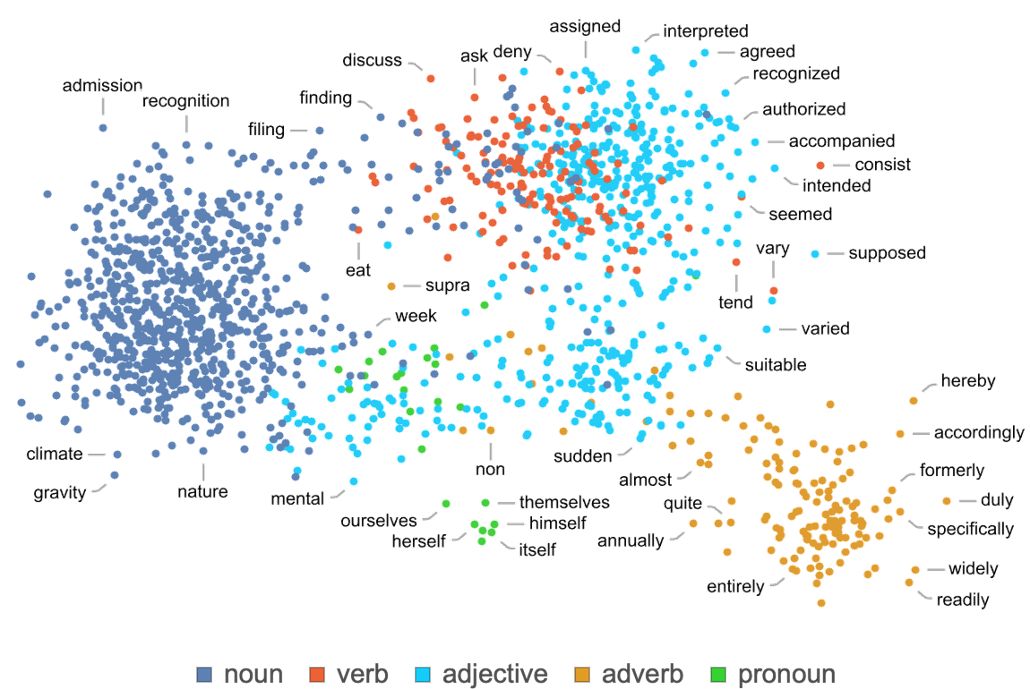 assigned
interpreted
discuss
ask
deny
agreed
admission
recognition
finding
recognized
filing
authorized
accompanied
consist
intended
seemed
eat
supra
vary
supposed
tend
week
varied
suitable
hereby
climate
gravity
nature
mental
non
sudden
almost
accordingly
formerly
ourselves
themselves
quite
duly
herself
himself
itself
annually
specifically
entirely
widely
readily
noun verb adjective adverb pronoun